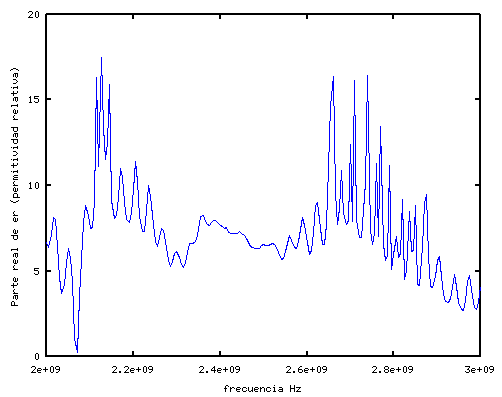 20
15
10
5
0
Parte real de er (permitividad relativa)
2e+09
2.2e+09
2.4e+09
2.6e+09
2.8e+09
3e+09
frecuencia Hz